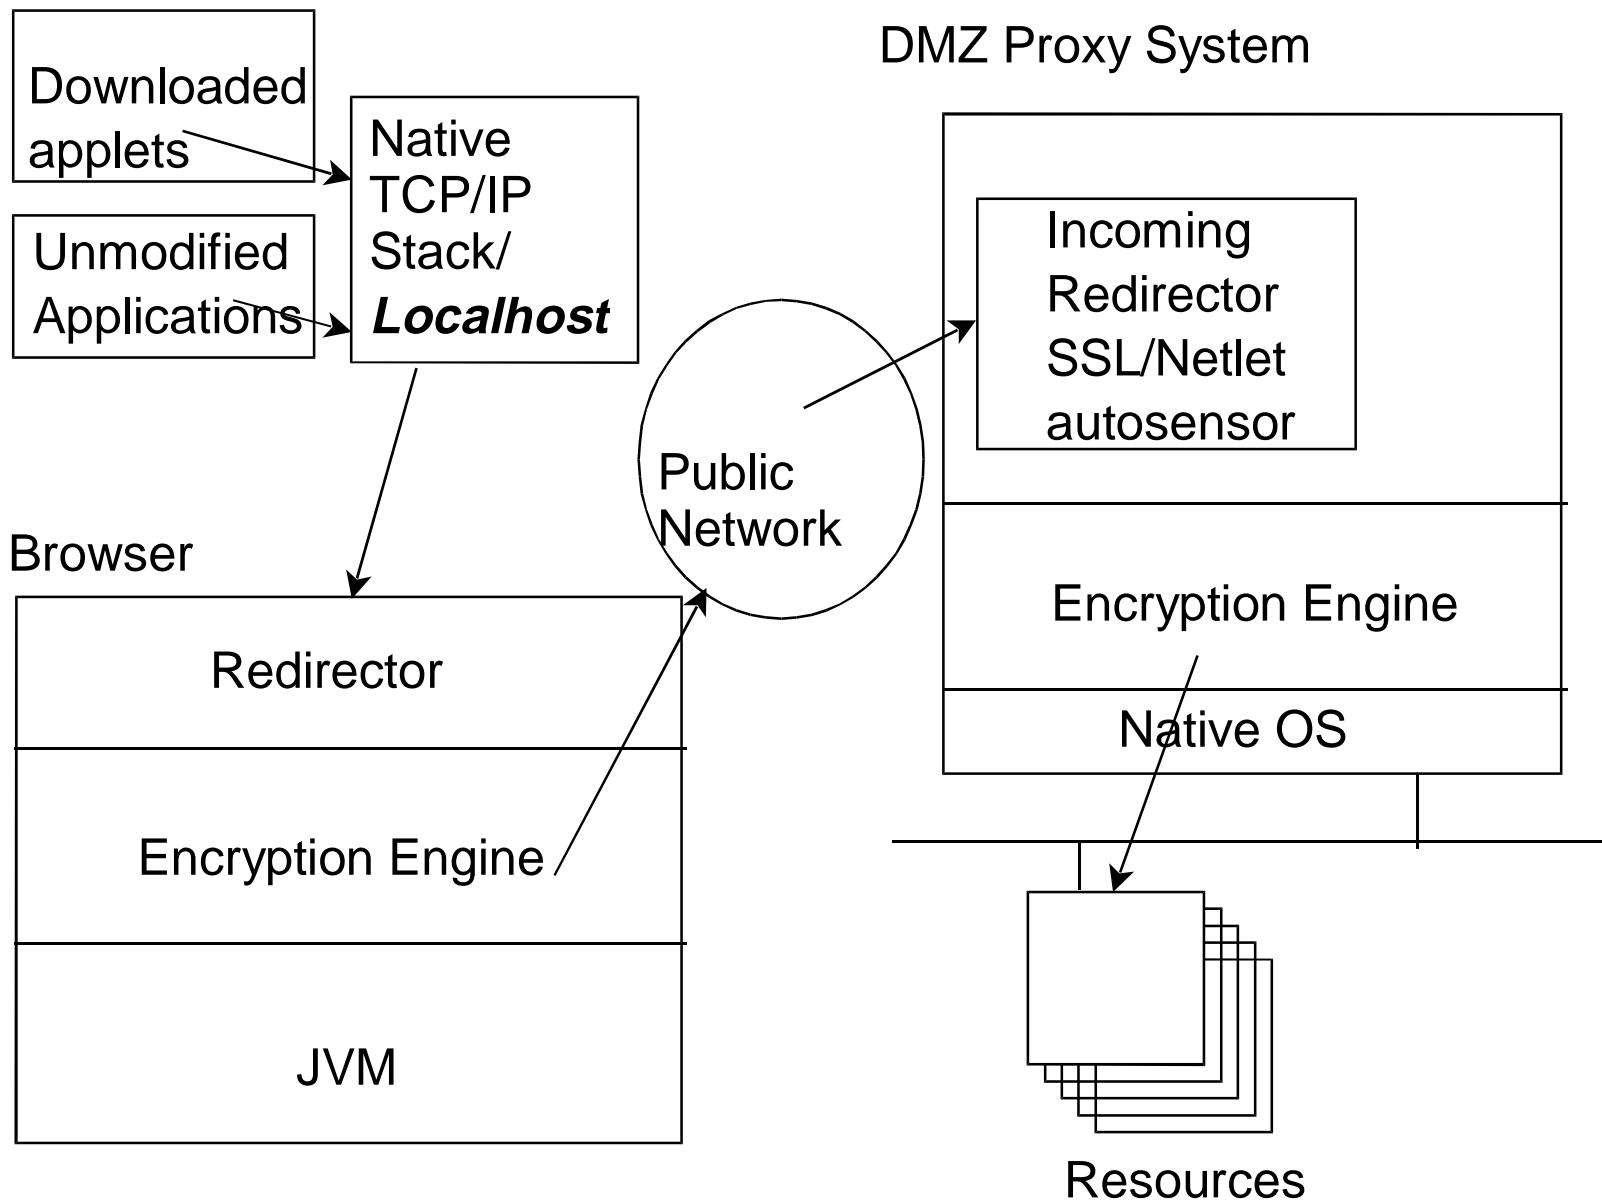 DMZ Proxy System
Downloaded
applets
Native
TCP/IP
Stack/
Localhost
Unmodified
Applications
Incoming
Redirector
SSL/Netlet
autosensor
Public
Network
Browser
Redirector
Encryption Engine
JVM
Encryption Engine
Native OS
Resources